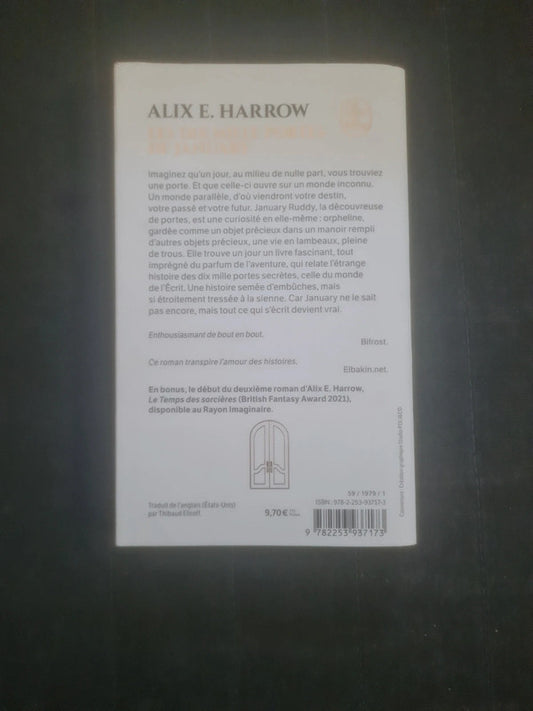 ALIX E. HARROW
LES DIX MILLE PORTES
DE JANUARY
Imaginez qu'un jour, au milieu de nulle part, vous trouviez
une porte. Et que celle-ci ouvre sur un monde inconnu.
Un monde parallèle, d'où viendront votre destin,
votre passé et votre futur. January Ruddy, la découvreuse
de portes, est une curiosité en elle-même : orpheline,
gardée comme un objet précieux dans un manoir rempli
d'autres objets précieux, une vie en lambeaux, pleine
de trous. Elle trouve un jour un livre fascinant, tout
imprégné du parfum de l'aventure, qui relate l'étrange
histoire des dix mille portes secrètes, celle du monde
de l'Écrit. Une histoire semée d'embûches, mais
si étroitement tressée à la sienne. Car January ne le sait
pas encore, mais tout ce qui s'écrit devient vrai.
Enthousiasmant de bout en bout.
Bifrost.
Ce roman transpire l'amour des histoires.
Elbakin.net.
En bonus, le début du deuxième roman d'Alix E. Harrow,
Le Temps des sorcières (British Fantasy Award 2021),
disponible au Rayon Imaginaire.
Traduit de l'anglais (États-Unis)
par Thibaud Eliroff.
9,70 €
59 / 1979 / 1
ISBN : 978-2-253-93717-3
9 782253 937173
Couverture : Création graphique Studio